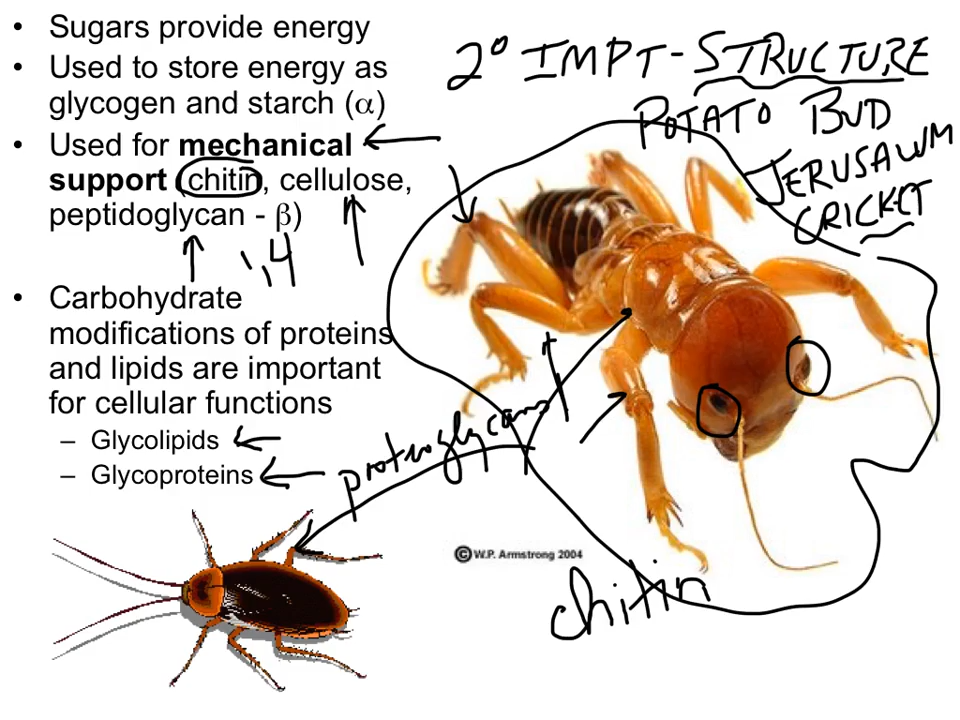 • Sugars provide energy
• Used to store energy as
glycogen and starch (α)
• Used for mechanical
support (chitin, cellulose,
peptidoglycan - β)
1,4
• Carbohydrate
modifications of proteins
and lipids are important
for cellular functions
– Glycolipids
– Glycoproteins
2° IMPT - STRUCTURE
POTATO BUD
JERUSALUM
CRICKET
proteoglycans
© W.P. Armstrong 2004
chitin